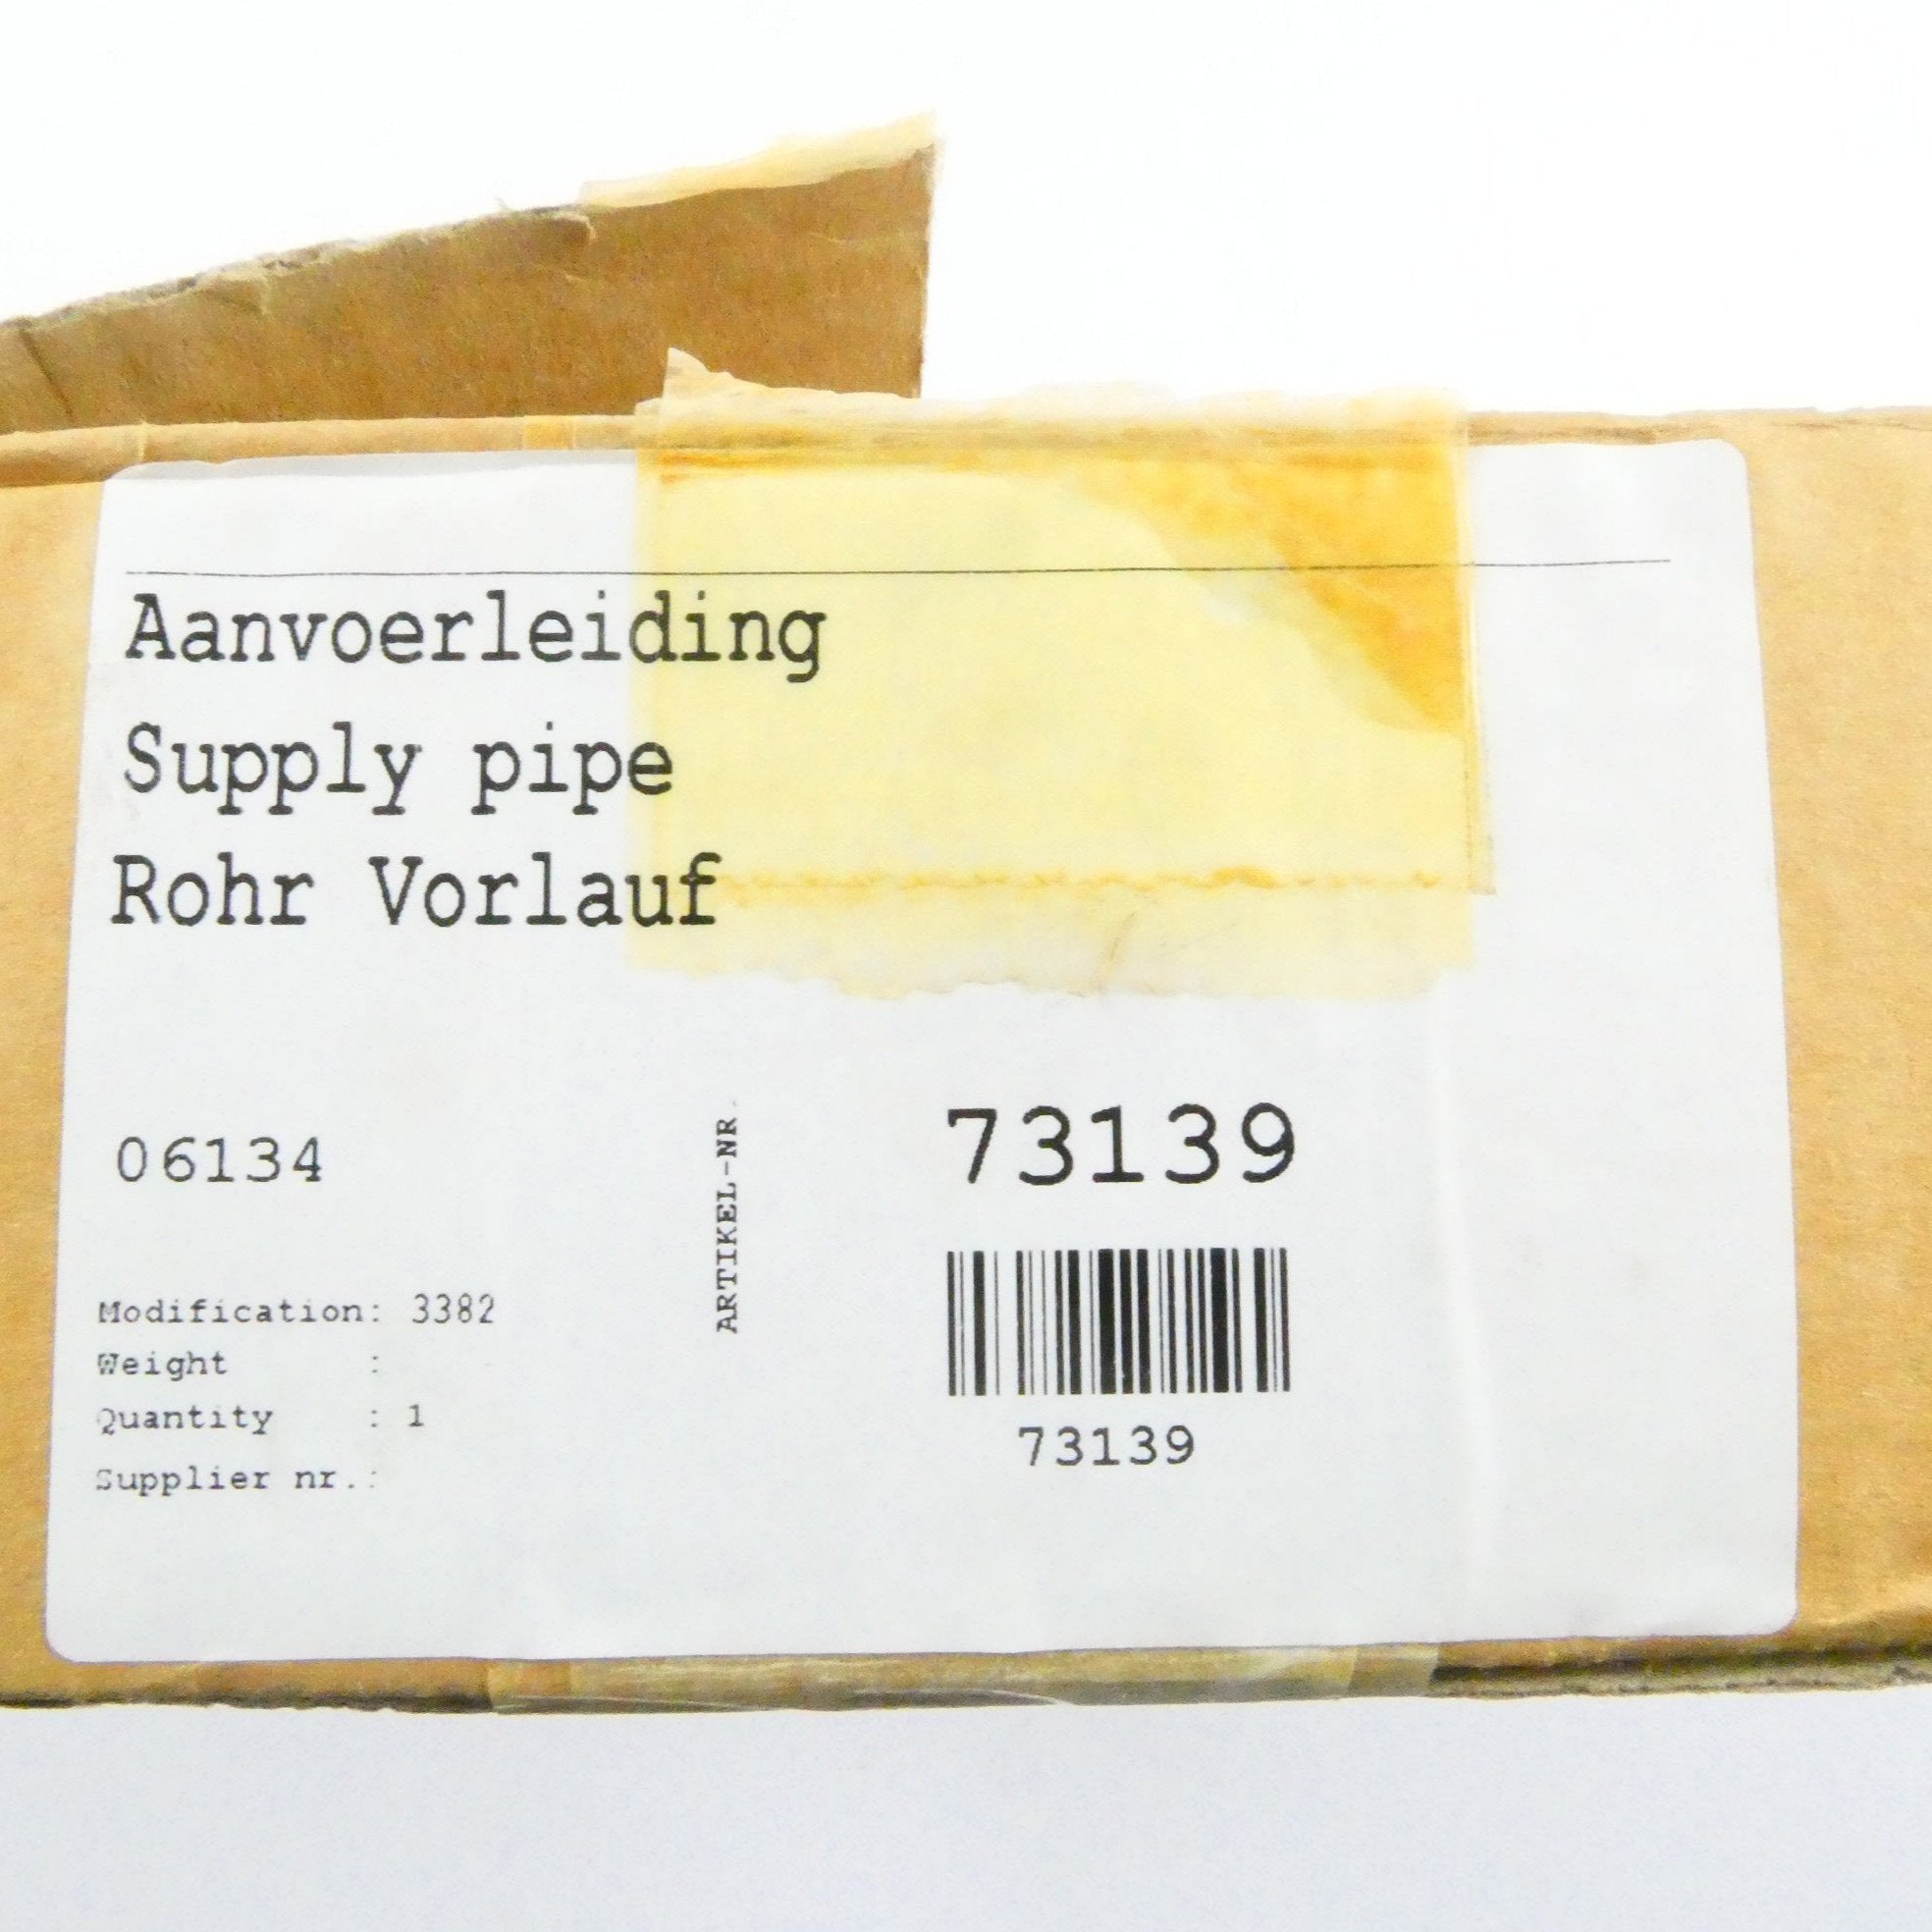 Aanvoerleiding
Supply pipe
Rohr Vorlauf
06134
ARTIKEL-NR.
73139
Modification: 3382
Weight :
Quantity : 1
Supplier nr.:
73139